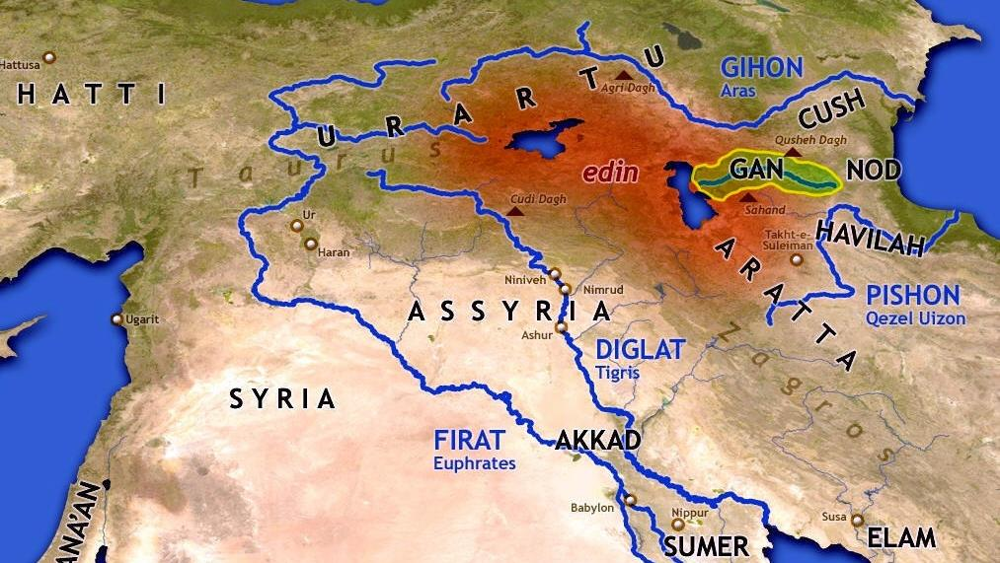 Hattusa
HATTI
URARTU
Agri Dagh
GIHON
Aras
CUSH
Qusheh Dagh
Taurus
edin
GAN
NOD
Cudi Dagh
Sahand
Ur
Haran
Takht-e-
Suleiman
HAVILAH
ARATTA
Niniveh
Nimrud
PISHON
Qezel Uizon
ASSYRIA
Ugarit
Ashur
DIGLAT
Tigris
Zagros
SYRIA
FIRAT
Euphrates
AKKAD
ANA'AN
Babylon
Nippur
Susa
SUMER
ELAM